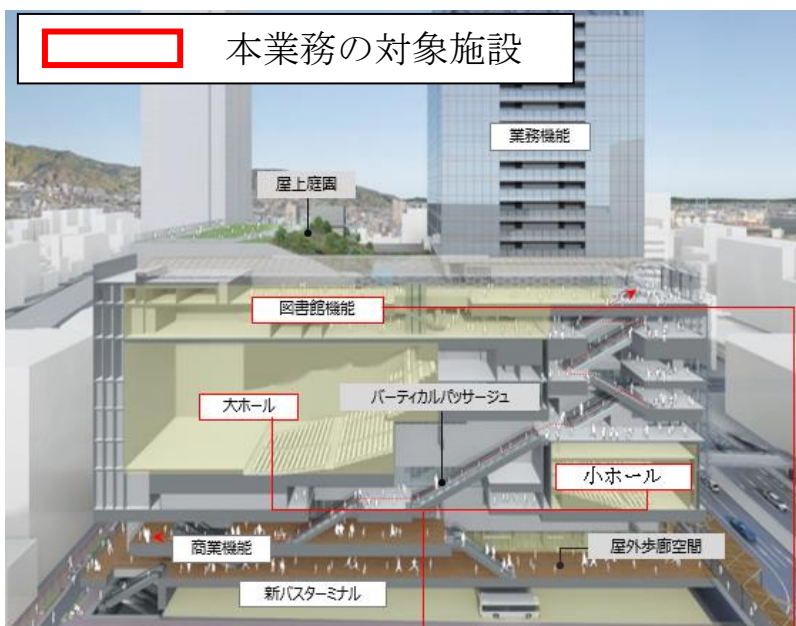 本業務の対象施設
業務機能
屋上庭園
図書館機能
大ホール
バーティカルパッサージュ
小ホール
商業機能
屋外歩廊空間
新バスターミナル